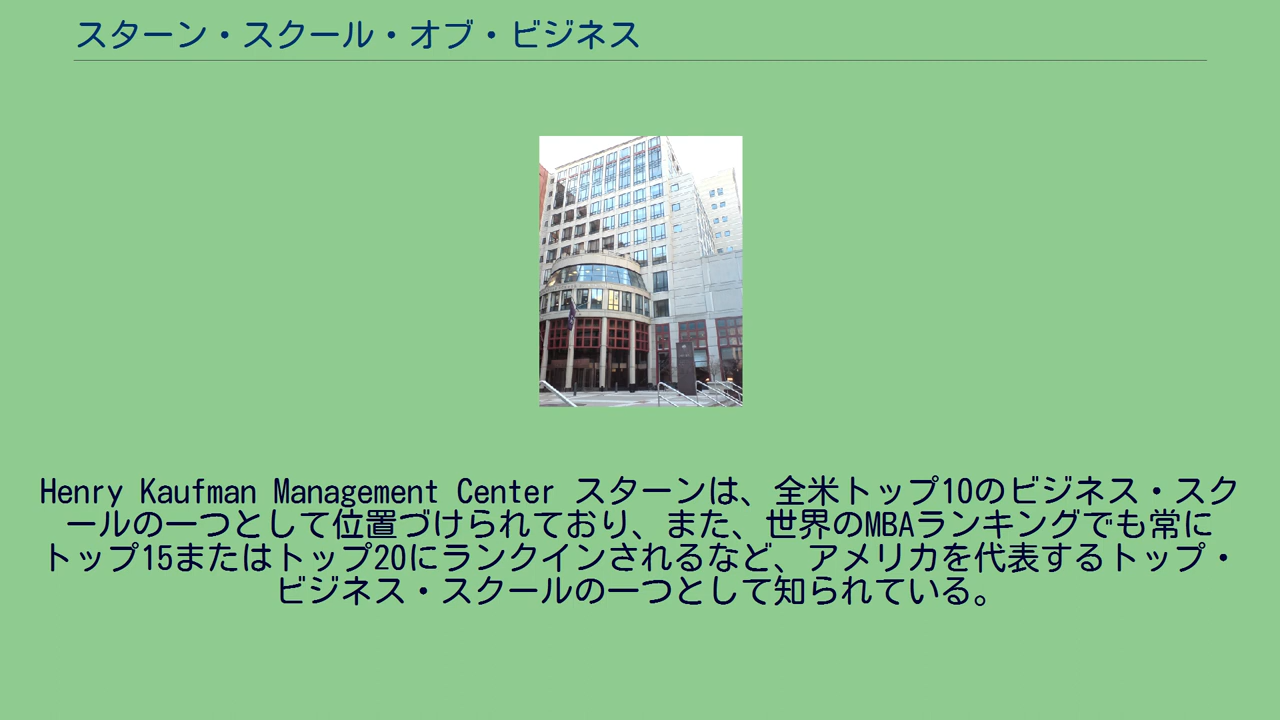 スターン・スクール・オブ・ビジネス
Henry Kaufman Management Center スターンは、全米トップ10のビジネス・スク
ールの一つとして位置づけられており、また、世界のMBAランキングでも常に
トップ15またはトップ20にランクインされるなど、アメリカを代表するトップ・
ビジネス・スクールの一つとして知られている。